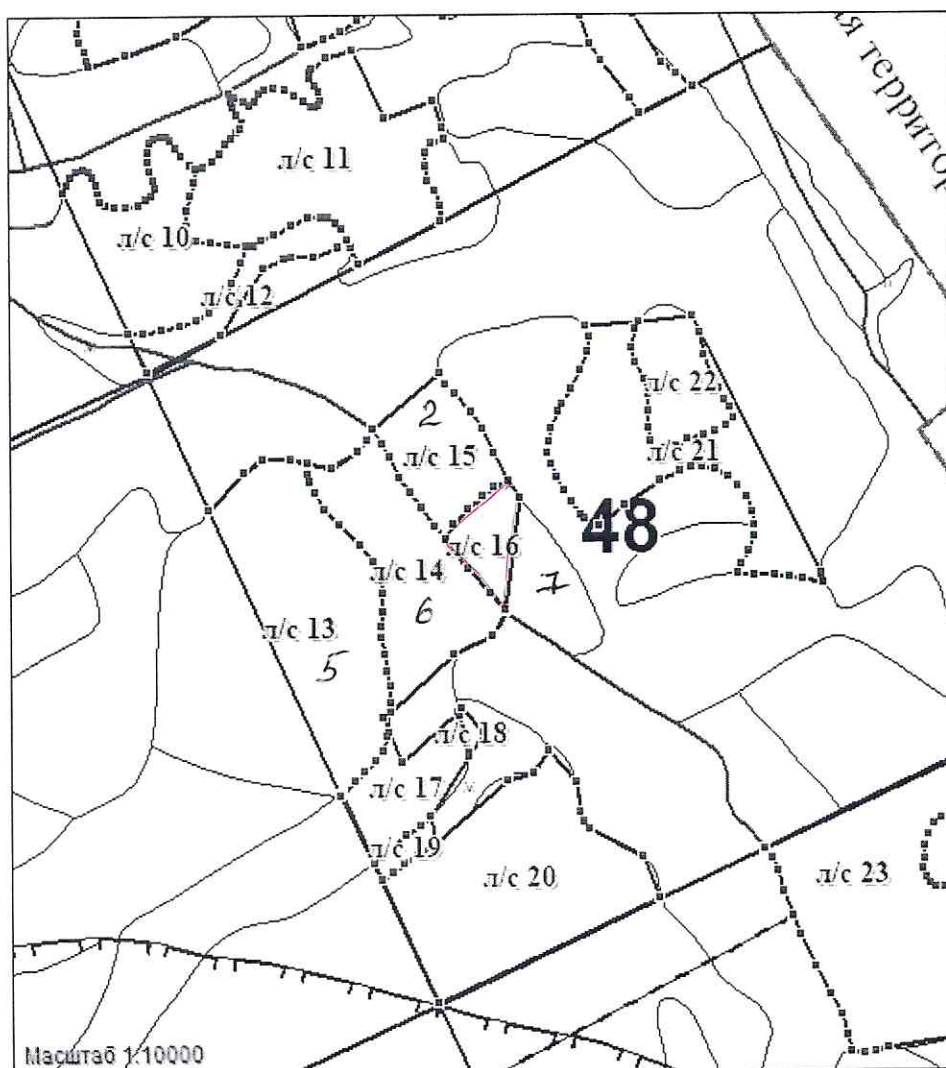 я территор
л/с 11
л/с 10
л/с 12
л/с 22
2
л/с 15
л/с 21
48
л/с 16
л/с 14
7
6
л/с 13
5
л/с 18
л/с 17
л/с 19
л/с 20
л/с 23
Масштаб 1:10000